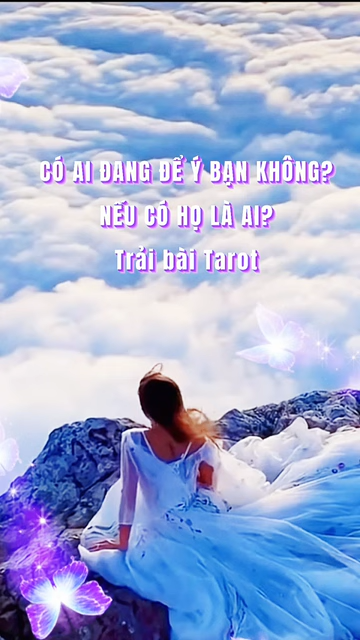 CÓ AI ĐANG ĐỂ Ý BẠN KHÔNG?
NẾU CÓ HỌ LÀ AI?
Trải bài Tarot